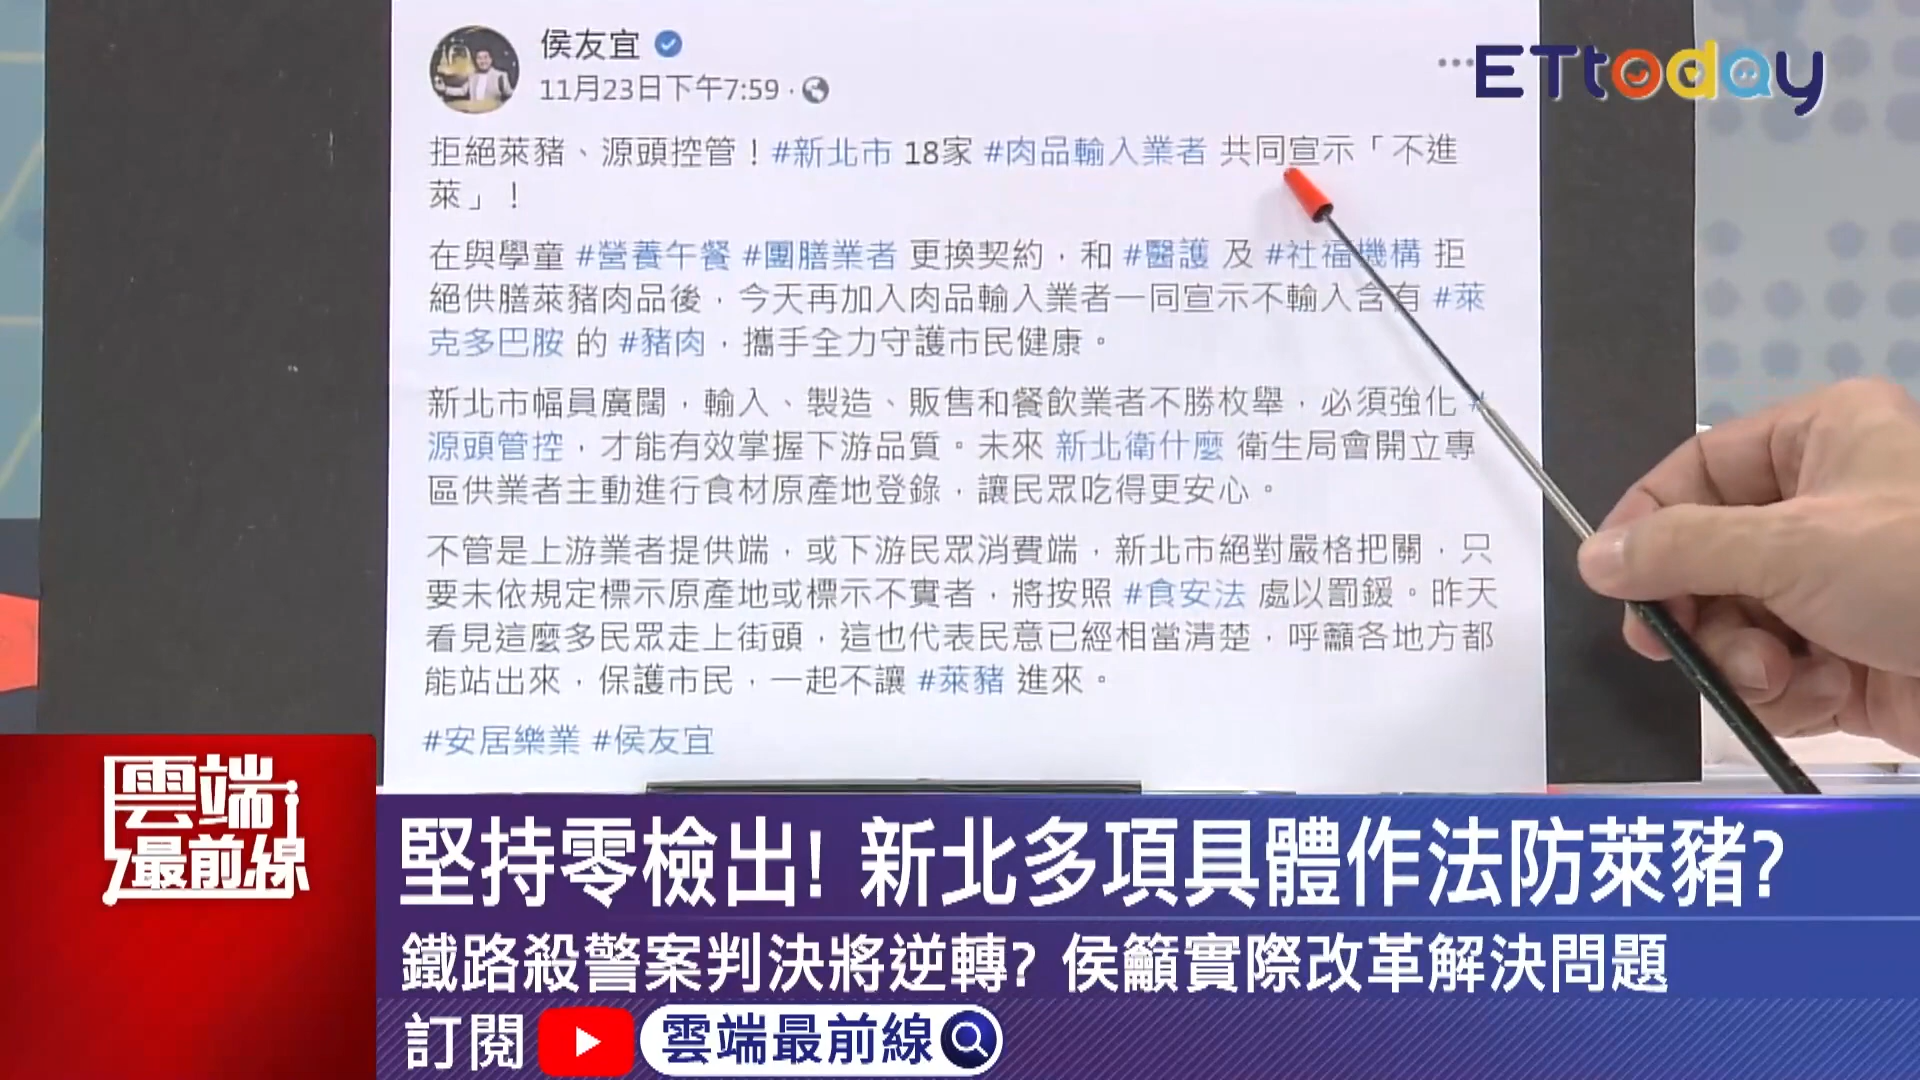 侯友宜
11月23日下午7:59 ·
ETtoday
拒絕萊豬、源頭控管！#新北市 18家 #肉品輸入業者 共同宣示「不進
萊」！
在與學童 #營養午餐 #團膳業者 更換契約，和 #醫護 及 #社福機構 拒
絕供膳萊豬肉品後，今天再加入肉品輸入業者一同宣示不輸入含有 #萊
克多巴胺 的 #豬肉，攜手全力守護市民健康。
新北市幅員廣闊，輸入、製造、販售和餐飲業者不勝枚舉，必須強化 #
源頭管控，才能有效掌握下游品質。未來 新北衛什麼 衛生局會開立專
區供業者主動進行食材原產地登錄，讓民眾吃得更安心。
不管是上游業者提供端，或下游民眾消費端，新北市絕對嚴格把關，只
要未依規定標示原產地或標示不實者，將按照 #食安法 處以罰鍰。昨天
看見這麼多民眾走上街頭，這也代表民意已經相當清楚，呼籲各地方都
能站出來，保護市民，一起不讓 #萊豬 進來。
#安居樂業 #侯友宜
雲端
最前線
堅持零檢出! 新北多項具體作法防萊豬?
鐵路殺警案判決將逆轉? 侯籲實際改革解決問題
訂閱 雲端最前線